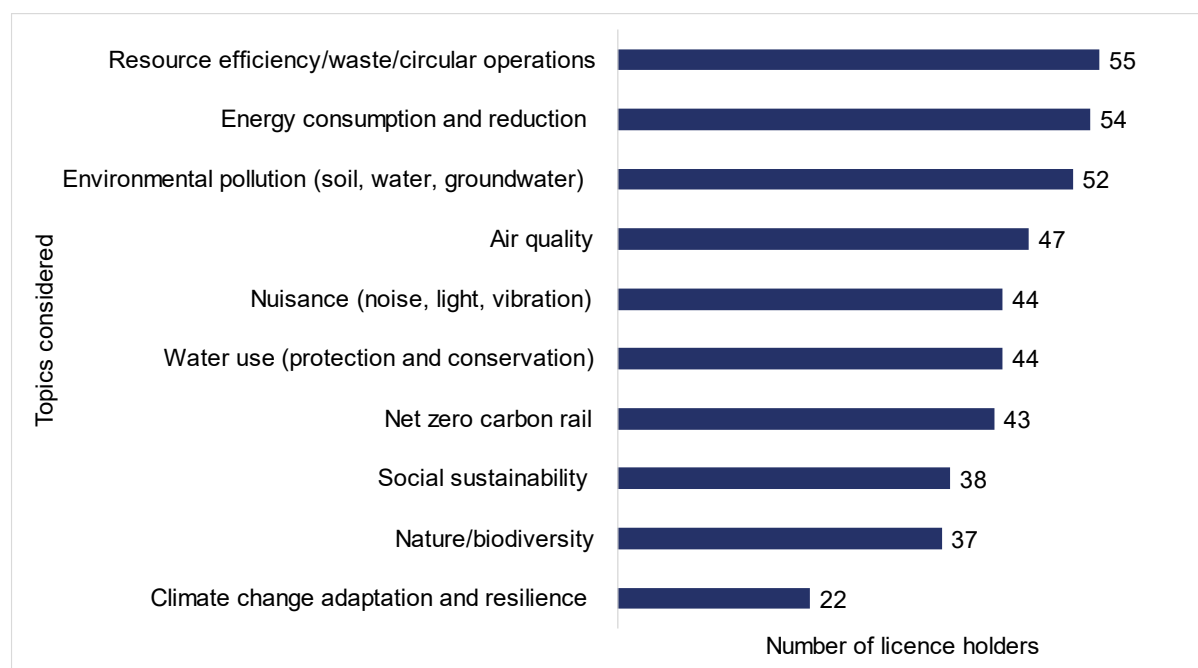 Resource efficiency/waste/circular operations 55
Energy consumption and reduction 54
Environmental pollution (soil, water, groundwater) 52
Air quality 47
Nuisance (noise, light, vibration) 44
Water use (protection and conservation) 44
Net zero carbon rail 43
Social sustainability 38
Nature/biodiversity 37
Climate change adaptation and resilience 22
Topics considered
Number of licence holders